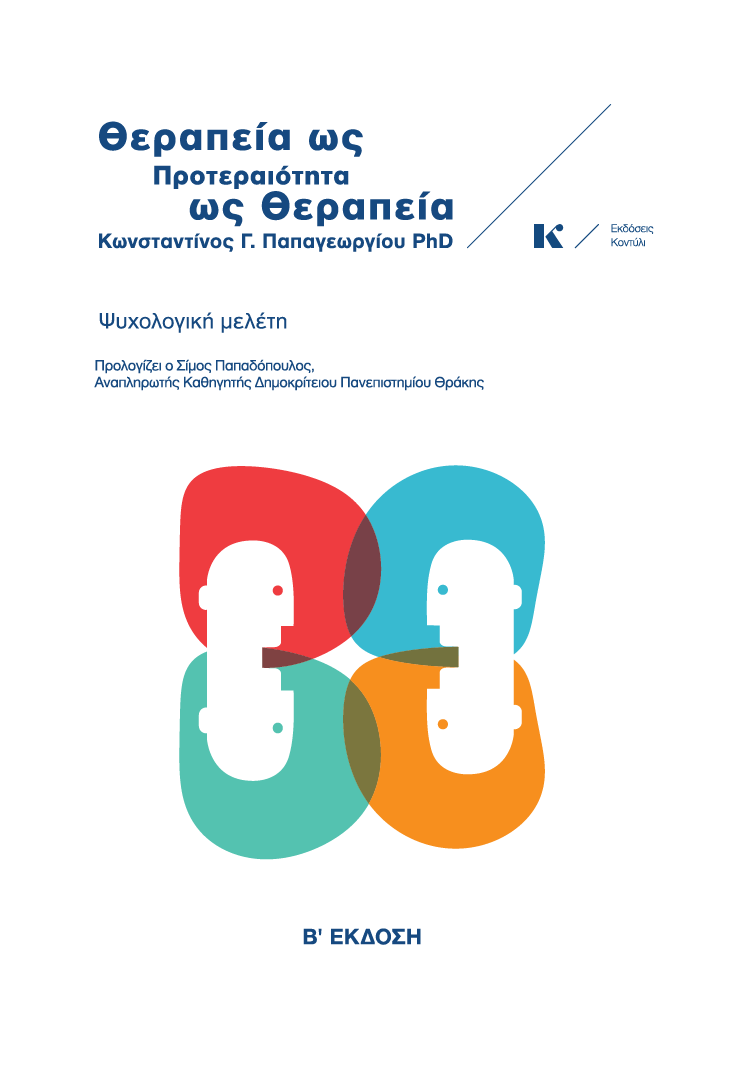 Θεραπεία ως
Προτεραιότητα
ως Θεραπεία
Κωνσταντίνος Γ. Παπαγεωργίου PhD
Εκδόσεις
Κοντύλι
Ψυχολογική μελέτη
Προλογίζει ο Σίμος Παπαδόπουλος,
Αναπληρωτής Καθηγητής Δημοκρίτειου Πανεπιστημίου Θράκης
Β' ΕΚΔΟΣΗ